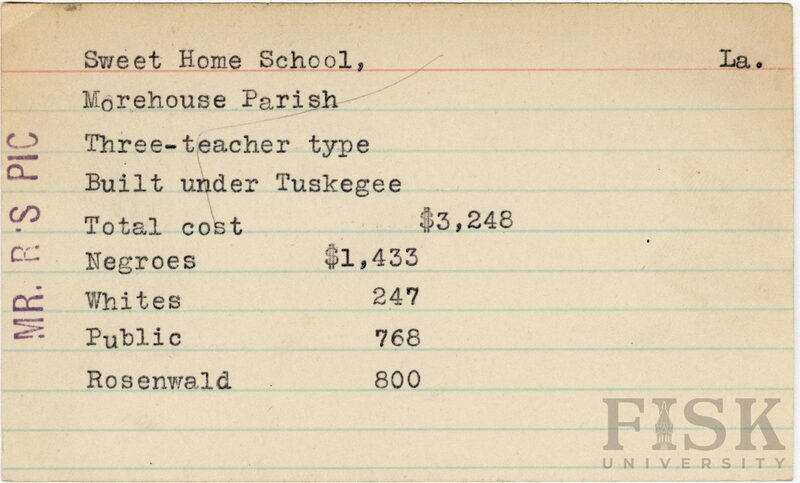 Sweet Home School, La.
Morehouse Parish
Three-teacher type
Built under Tuskegee
Total cost $3,248
Negroes $1,433
Whites 247
Public 768
Rosenwald 800
MR. R'S PIC
FISK
UNIVERSITY